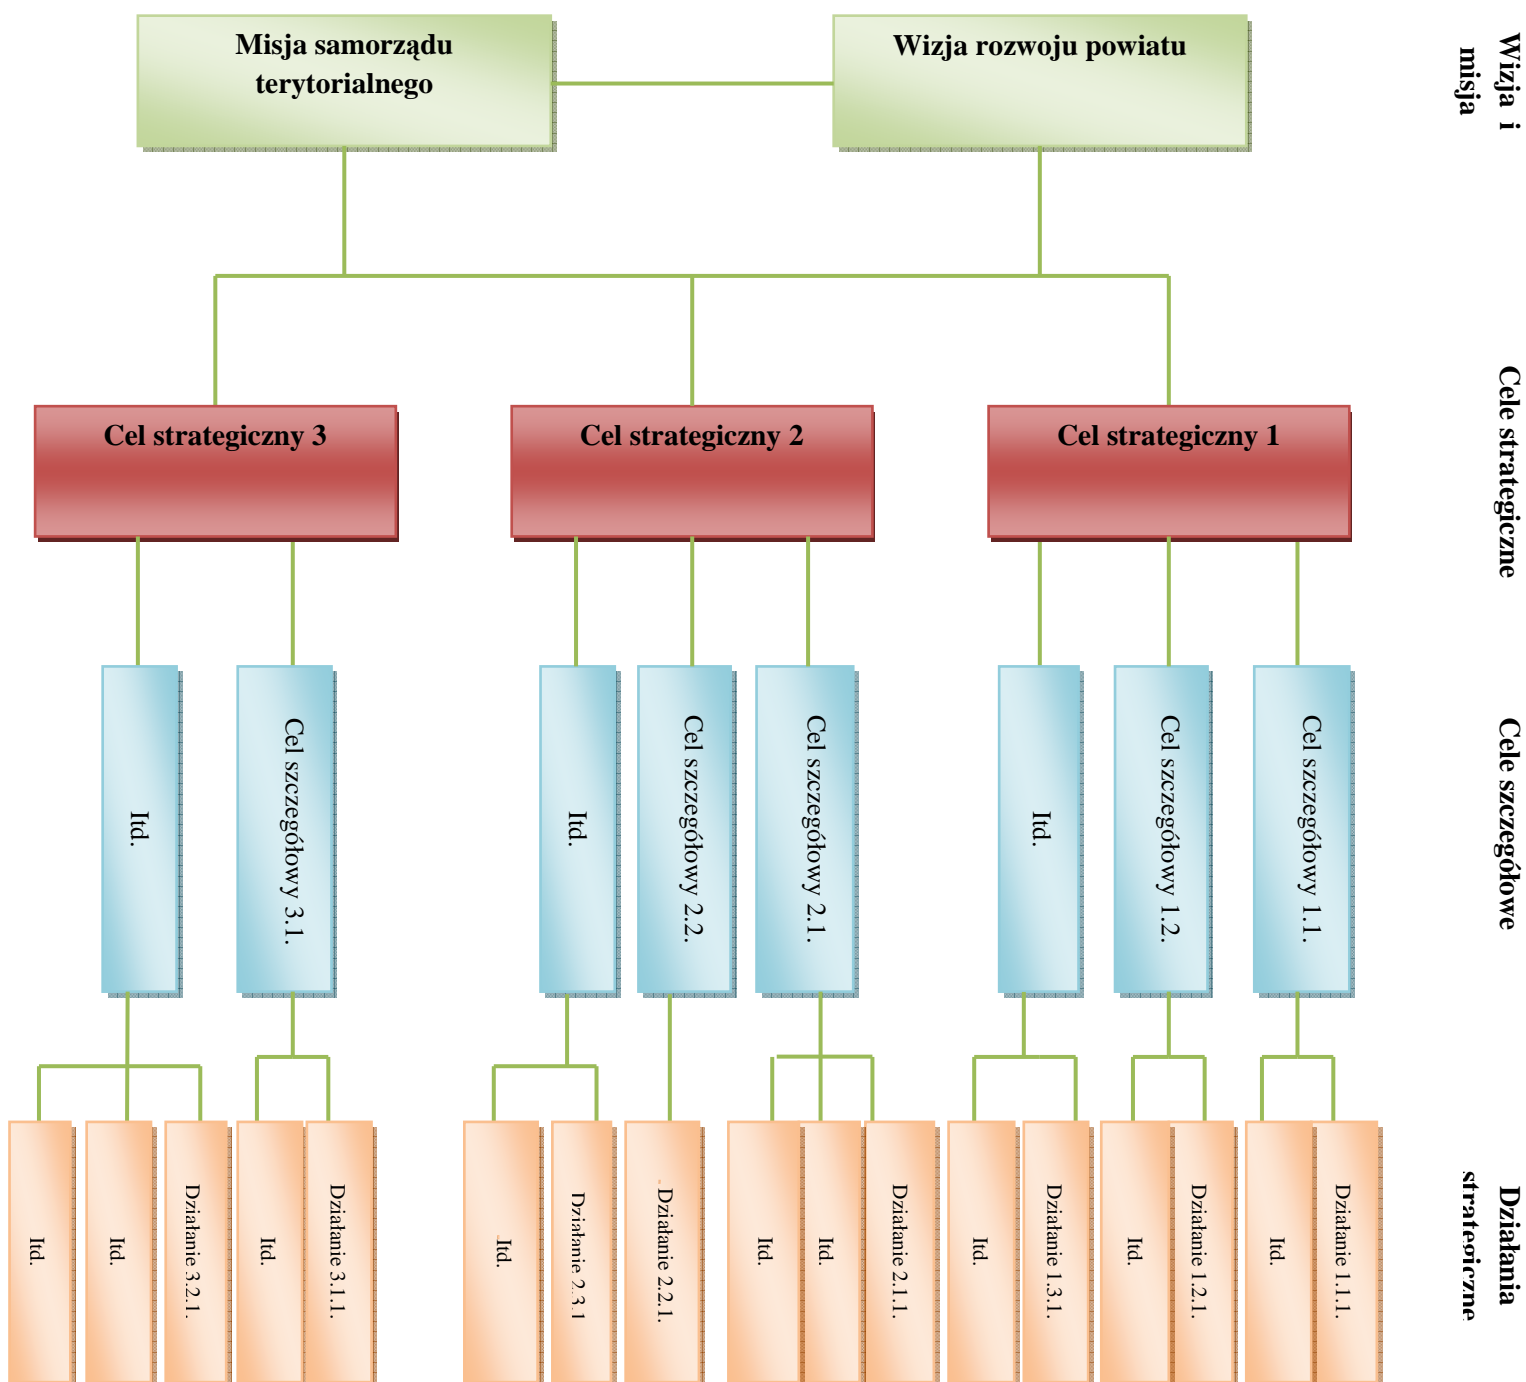 Misja samorządu
terytorialnego
Wizja rozwoju powiatu
Wizja i
misja
Cel strategiczny 3
Cel strategiczny 2
Cel strategiczny 1
Cele strategiczne
Itd.
Cel szczegółowy 3.1.
Itd.
Cel szczegółowy 2.2.
Cel szczegółowy 2.1.
Itd.
Cel szczegółowy 1.2.
Cel szczegółowy 1.1.
Cele szczegółowe
Itd.
Itd.
Działanie 3.2.1.
Itd.
Działanie 3.1.1.
Itd.
Działanie 2.3.1
Działanie 2.2.1.
Itd.
Itd.
Działanie 2.1.1.
Itd.
Działanie 1.3.1.
Itd.
Działanie 1.2.1.
Itd.
Działanie 1.1.1.
Działania
strategiczne